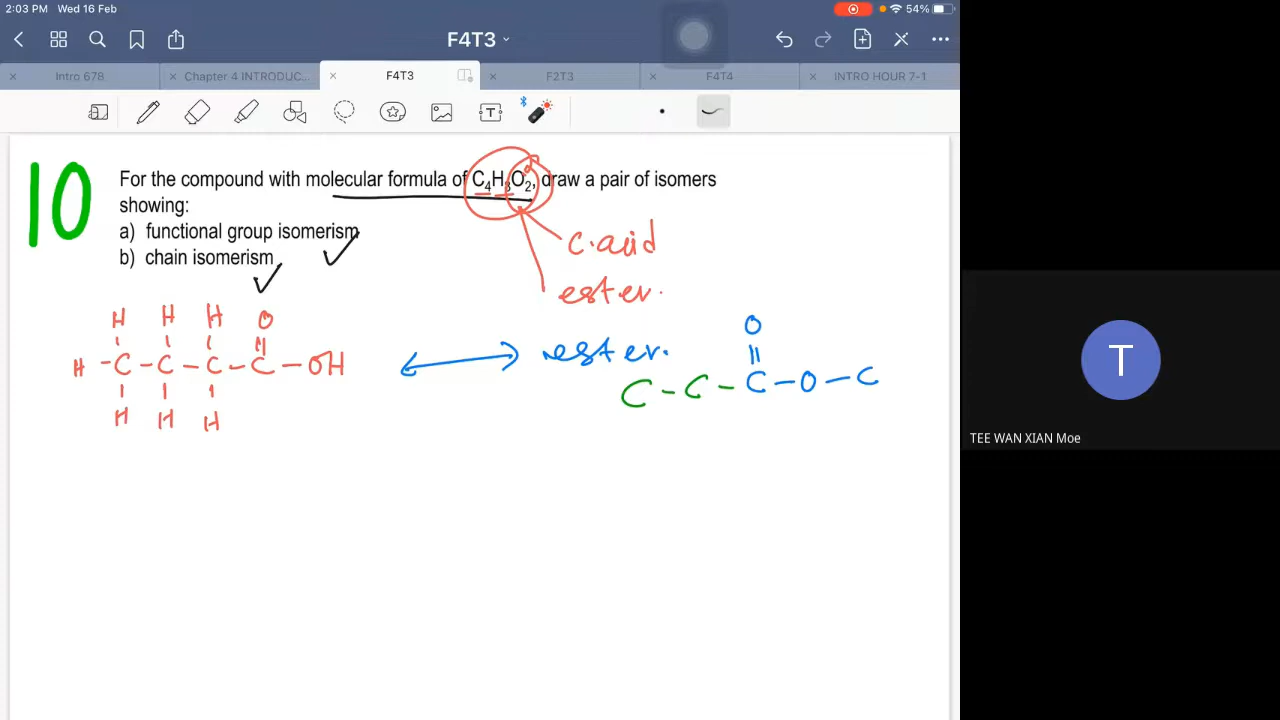 2:03 PM Wed 16 Feb
54%
F4T3
Intro 678
Chapter 4 INTRODUC...
F4T3
F2T3
F4T4
INTRO HOUR 7-1
T
10
For the compound with molecular formula of C4H8O2, draw a pair of isomers
showing:
a) functional group isomerism
b) chain isomerism
c.acid
ester.
H H H O
H - C - C - C - C - OH
H H H
ester.
O
C - C - C - O - C
T
TEE WAN XIAN Moe